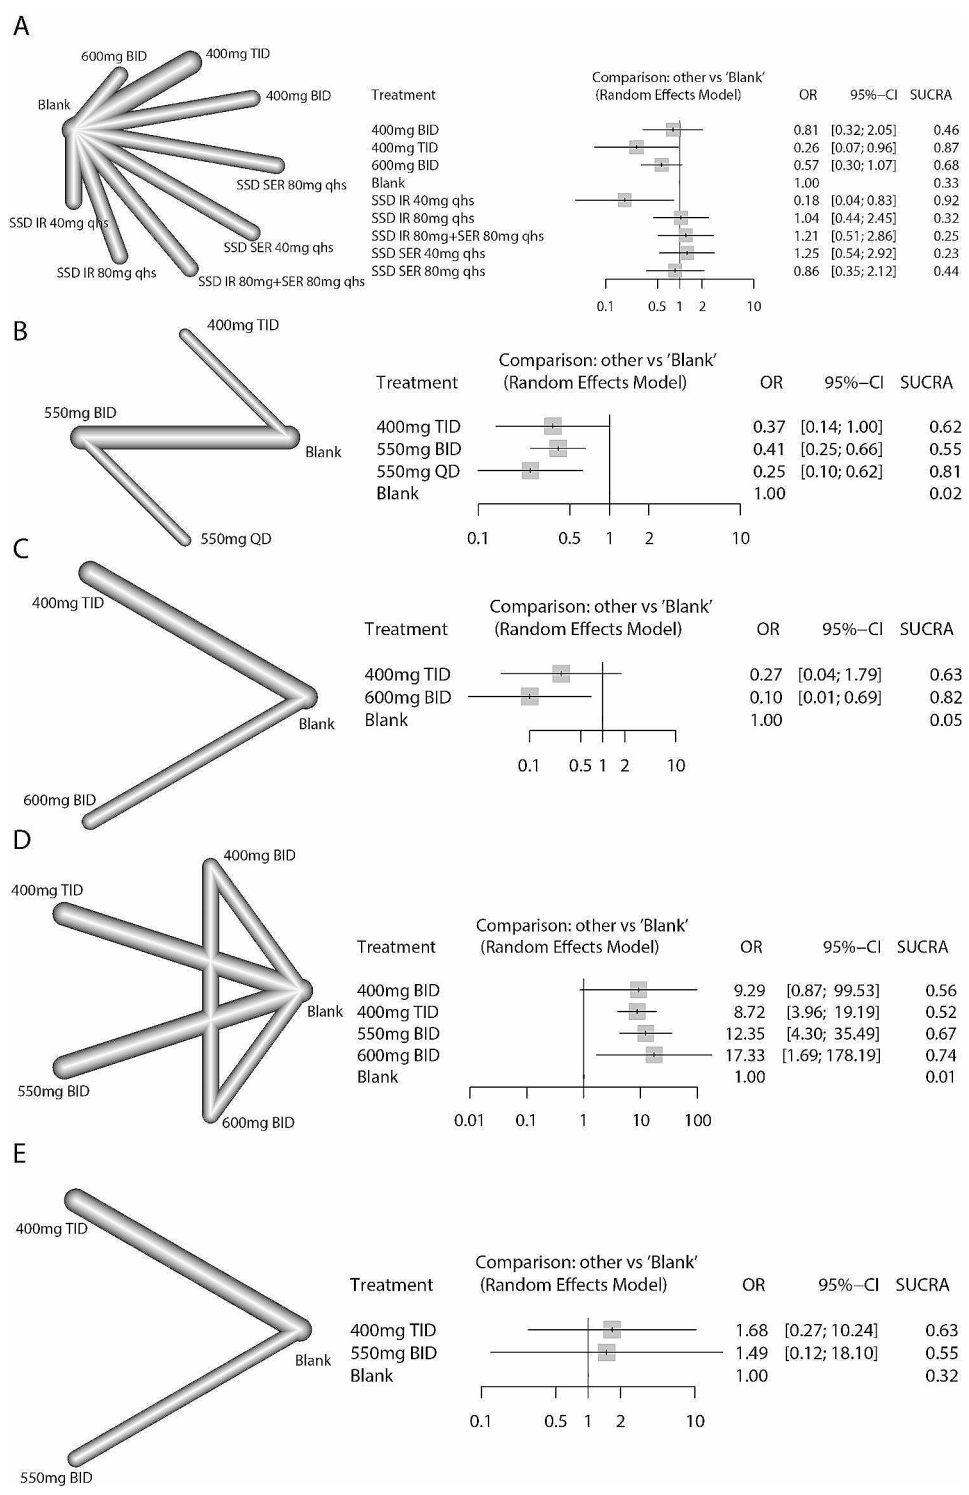 A
600mg BID
400mg TID
Blank
400mg BID
SSD SER 80mg qhs
SSD IR 40mg qhs
SSD SER 40mg qhs
SSD IR 80mg qhs
SSD IR 80mg+SER 80mg qhs
Comparison: other vs 'Blank'
Treatment (Random Effects Model) OR 95%−CI SUCRA
400mg BID 0.81 [0.32; 2.05] 0.46
400mg TID 0.26 [0.07; 0.96] 0.87
600mg BID 0.57 [0.30; 1.07] 0.68
Blank 1.00 0.33
SSD IR 40mg qhs 0.18 [0.04; 0.83] 0.92
SSD IR 80mg qhs 1.04 [0.44; 2.45] 0.32
SSD IR 80mg+SER 80mg qhs 1.21 [0.51; 2.86] 0.25
SSD SER 40mg qhs 1.25 [0.54; 2.92] 0.23
SSD SER 80mg qhs 0.86 [0.35; 2.12] 0.44
0.1 0.5 1 2 10
B
400mg TID
550mg BID
Blank
550mg QD
Comparison: other vs 'Blank'
Treatment (Random Effects Model) OR 95%−CI SUCRA
400mg TID 0.37 [0.14; 1.00] 0.62
550mg BID 0.41 [0.25; 0.66] 0.55
550mg QD 0.25 [0.10; 0.62] 0.81
Blank 1.00 0.02
0.1 0.5 1 2 10
C
400mg TID
Blank
600mg BID
Comparison: other vs 'Blank'
Treatment (Random Effects Model) OR 95%−CI SUCRA
400mg TID 0.27 [0.04; 1.79] 0.63
600mg BID 0.10 [0.01; 0.69] 0.82
Blank 1.00 0.05
0.1 0.5 1 2 10
D
400mg BID
400mg TID
Blank
550mg BID
600mg BID
Comparison: other vs 'Blank'
Treatment (Random Effects Model) OR 95%−CI SUCRA
400mg BID 9.29 [0.87; 99.53] 0.56
400mg TID 8.72 [3.96; 19.19] 0.52
550mg BID 12.35 [4.30; 35.49] 0.67
600mg BID 17.33 [1.69; 178.19] 0.74
Blank 1.00 0.01
0.01 0.1 1 10 100
E
400mg TID
Blank
550mg BID
Comparison: other vs 'Blank'
Treatment (Random Effects Model) OR 95%−CI SUCRA
400mg TID 1.68 [0.27; 10.24] 0.63
550mg BID 1.49 [0.12; 18.10] 0.55
Blank 1.00 0.32
0.1 0.5 1 2 10